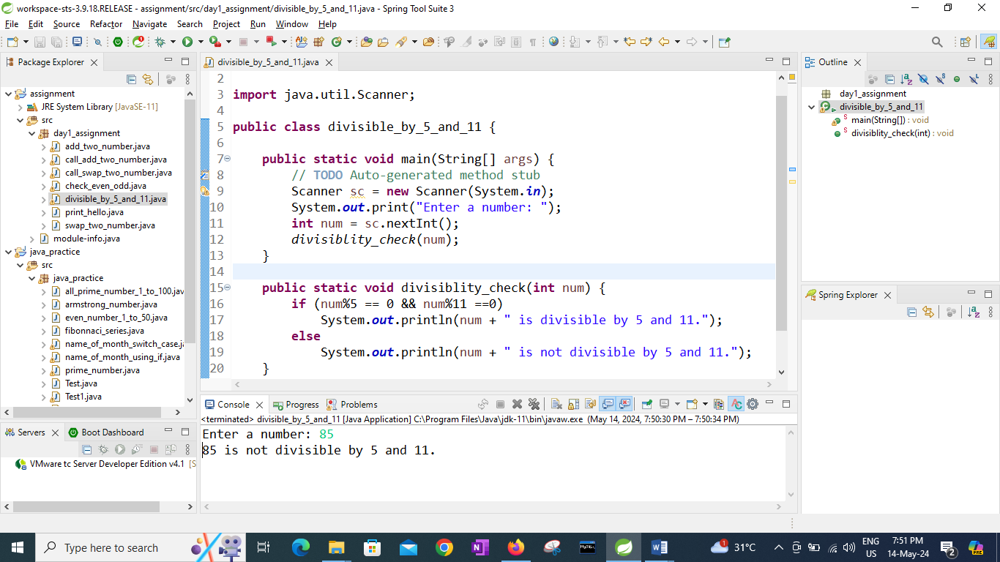 workspace-sts-3.9.18.RELEASE - assignment/src/day1_assignment/divisible_by_5_and_11.java - Spring Tool Suite 3
File Edit Source Refactor Navigate Search Project Run Window Help
Package Explorer
assignment
JRE System Library [JavaSE-11]
src
day1_assignment
add_two_number.java
call_add_two_number.java
call_swap_two_number.java
check_even_odd.java
divisible_by_5_and_11.java
print_hello.java
swap_two_number.java
module-info.java
java_practice
src
java_practice
all_prime_number_1_to_100.jav
armstrong_number.java
even_number_1_to_50.java
fibonnaci_series.java
name_of_month_switch_case.ja
name_of_month_using_if.java
prime_number.java
Test.java
Test1.java
Servers Boot Dashboard
VMware tc Server Developer Edition v4.1 [S
divisible_by_5_and_11.java
2
3 import java.util.Scanner;
4
5 public class divisible_by_5_and_11 {
6
7 public static void main(String[] args) {
8 // TODO Auto-generated method stub
9 Scanner sc = new Scanner(System.in);
10 System.out.print("Enter a number: ");
11 int num = sc.nextInt();
12 divisiblity_check(num);
13 }
14
15 public static void divisiblity_check(int num) {
16 if (num%5 == 0 && num%11 ==0)
17 System.out.println(num + " is divisible by 5 and 11.");
18 else
19 System.out.println(num + " is not divisible by 5 and 11.");
20 }
Console Progress Problems
<terminated> divisible_by_5_and_11 [Java Application] C:\Program Files\Java\jdk-11\bin\javaw.exe (May 14, 2024, 7:50:30 PM – 7:50:34 PM)
Enter a number: 85
85 is not divisible by 5 and 11.
Outline
day1_assignment
divisible_by_5_and_11
main(String[]) : void
divisiblity_check(int) : void
Spring Explorer
Type here to search
31°C
ENG
US
7:51 PM
14-May-24